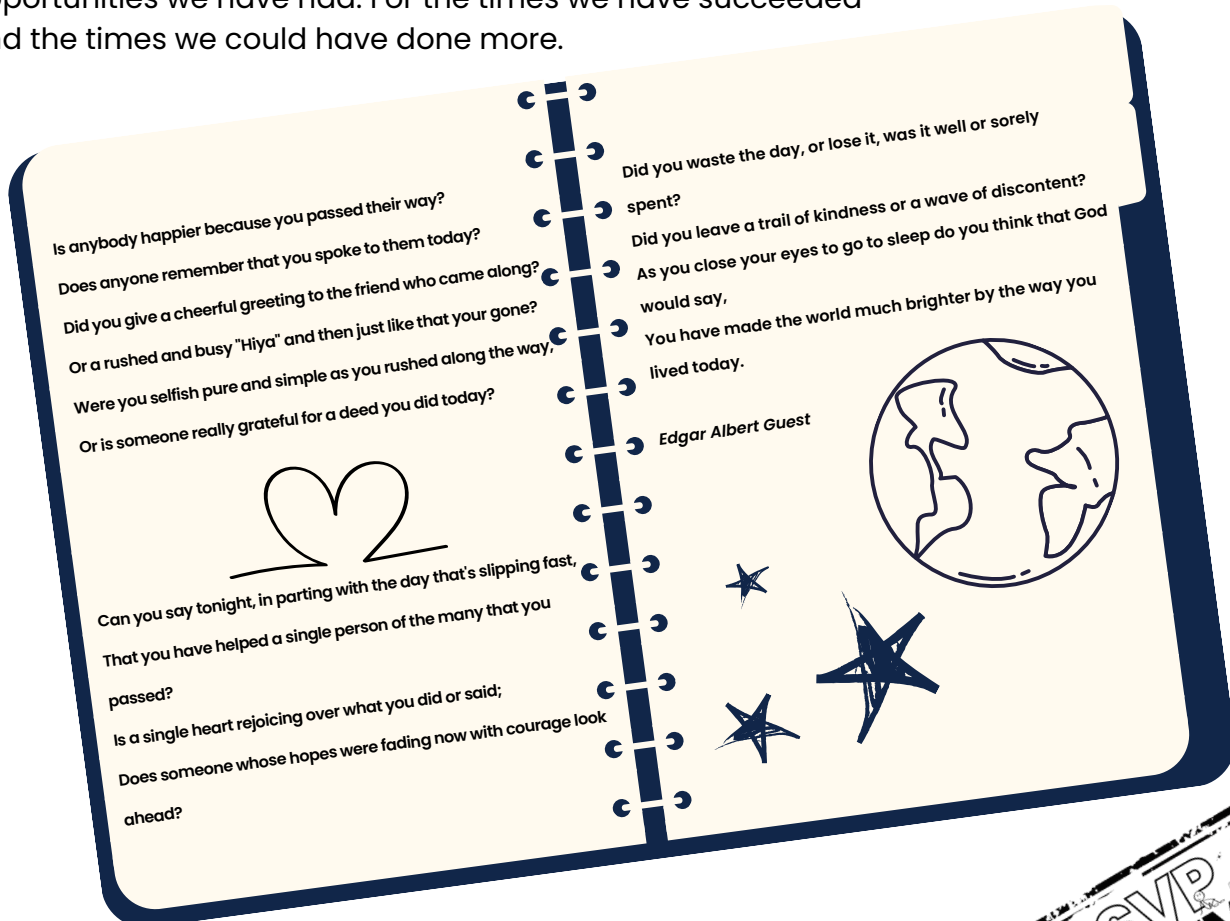 portunities we have had. For the times we have succeeded
d the times we could have done more.
Is anybody happier because you passed their way?
Does anyone remember that you spoke to them today?
Did you give a cheerful greeting to the friend who came along?
Or a rushed and busy "Hiya" and then just like that your gone?
Were you selfish pure and simple as you rushed along the way,
Or is someone really grateful for a deed you did today?
Can you say tonight, in parting with the day that's slipping fast,
That you have helped a single person of the many that you
passed?
Is a single heart rejoicing over what you did or said;
Does someone whose hopes were fading now with courage look
ahead?
Did you waste the day, or lose it, was it well or sorely
spent?
Did you leave a trail of kindness or a wave of discontent?
As you close your eyes to go to sleep do you think that God
would say,
You have made the world much brighter by the way you
lived today.
Edgar Albert Guest
SVP